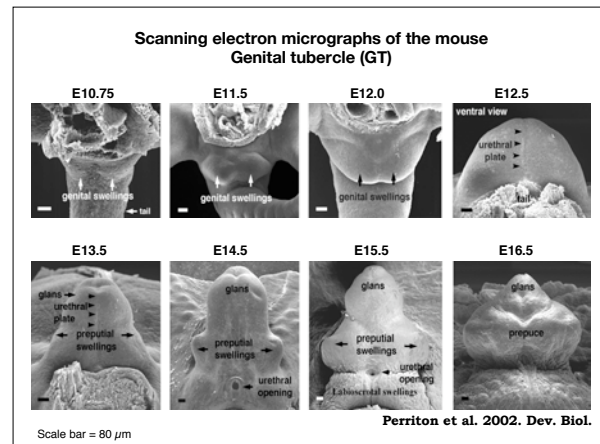 Scanning electron micrographs of the mouse
Genital tubercle (GT)
E10.75
E11.5
E12.0
E12.5
genital swellings
tail
genital swellings
genital swellings
ventral view
urethral
plate
tail
E13.5
E14.5
E15.5
E16.5
glans
urethral
plate
preputial
swellings
glans
preputial
swellings
urethral
opening
glans
preputial
swellings
urethral
opening
Labioscrotal swellings
glans
prepuce
Perriton et al. 2002. Dev. Biol.
Scale bar = 80 µm